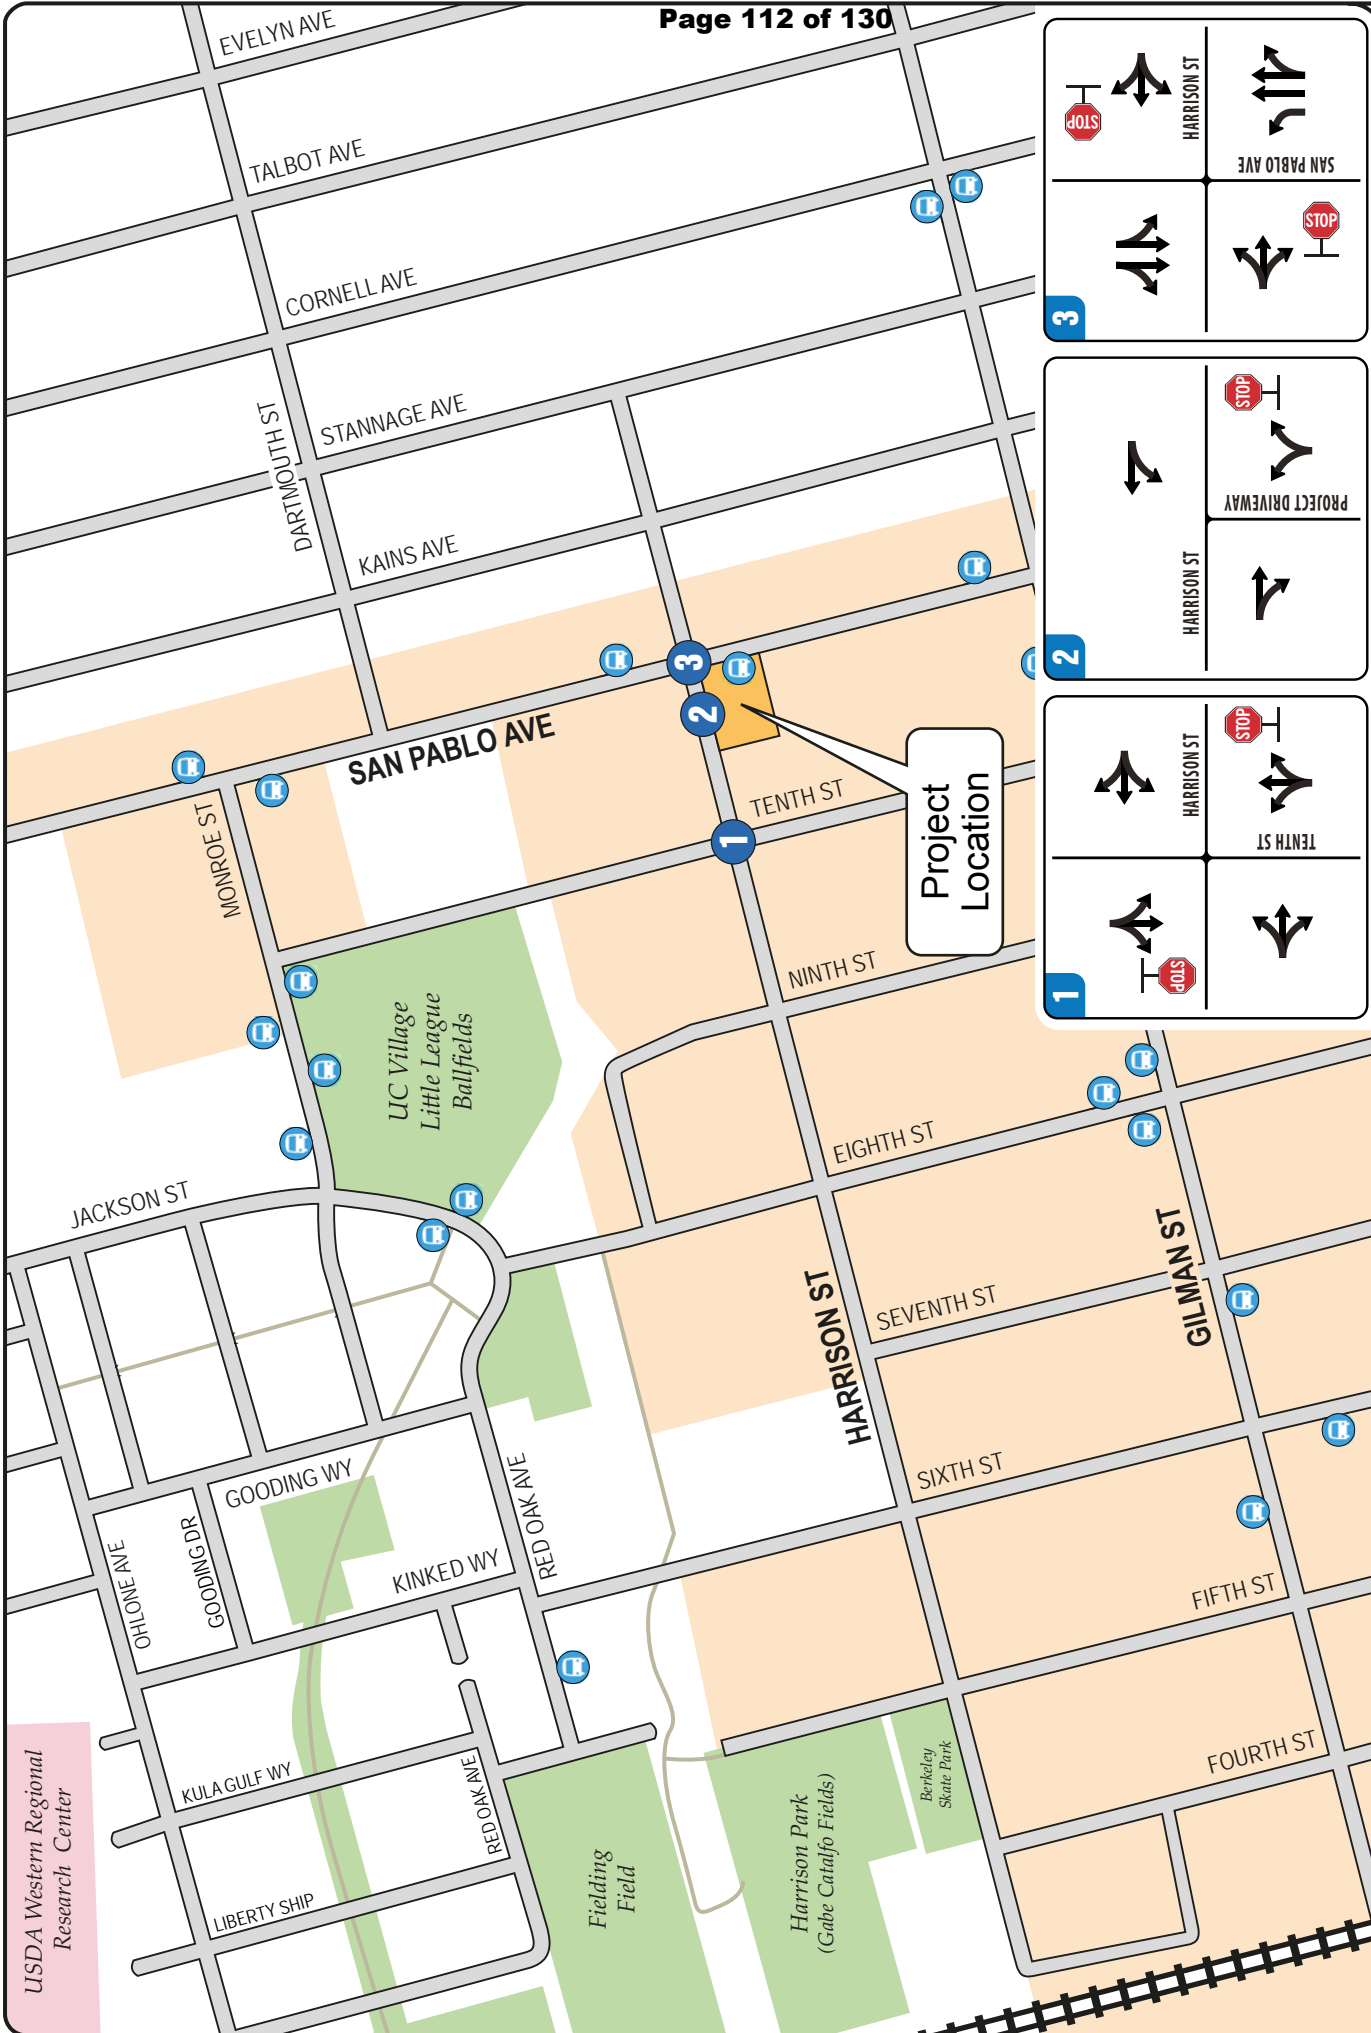 Page 112 of 130
EVELYN AVE
TALBOT AVE
CORNELL AVE
STANNAGE AVE
DARTMOUTH ST
KAINS AVE
SAN PABLO AVE
MONROE ST
TENTH ST
Project
Location
NINTH ST
UC Village
Little League
Ballfields
EIGHTH ST
JACKSON ST
SEVENTH ST
HARRISON ST
GILMAN ST
SIXTH ST
FIFTH ST
FOURTH ST
GOODING WY
GOODING DR
OHLONE AVE
KINKED WY
RED OAK AVE
RED OAK AVE
KULA GULF WY
LIBERTY SHIP
USDA Western Regional
Research Center
Fielding
Field
Harrison Park
(Gabe Catalfo Fields)
Berkeley
Skate Park
1
2
3
1
STOP
HARRISON ST
TENTH ST
STOP
2
HARRISON ST
PROJECT DRIVEWAY
STOP
3
STOP
HARRISON ST
SAN PABLO AVE
STOP